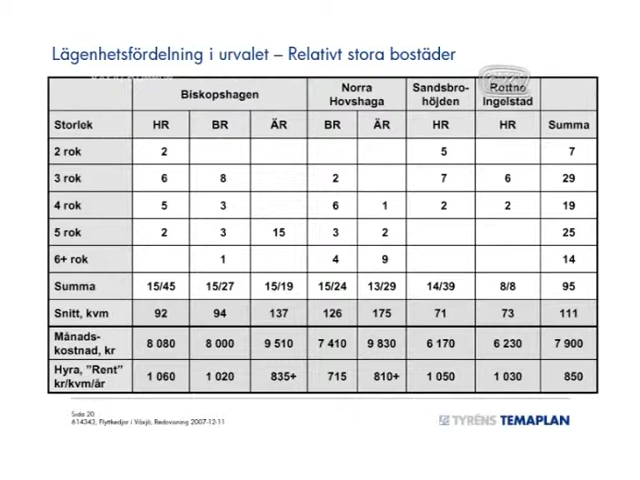 Lägenhetsfördelning i urvalet – Relativt stora bostäder
Biskopshagen Norra Hovshaga Sandsbro-höjden Rottne Ingelstad
Storlek HR BR ÄR BR ÄR HR HR Summa
2 rok 2 5 7
3 rok 6 8 2 7 6 29
4 rok 5 3 6 1 2 2 19
5 rok 2 3 15 3 2 25
6+ rok 1 4 9 14
Summa 15/45 15/27 15/19 15/24 13/29 14/39 8/8 95
Snitt, kvm 92 94 137 126 175 71 73 111
Månads-kostnad, kr 8 080 8 000 9 510 7 410 9 830 6 170 6 230 7 900
Hyra, ”Rent” kr/kvm/år 1 060 1 020 835+ 715 810+ 1 050 1 030 850
Sida 20
614343, Flyttkedjor i Växjö, Redovisning 2007-12-11
TYRÉNS TEMAPLAN